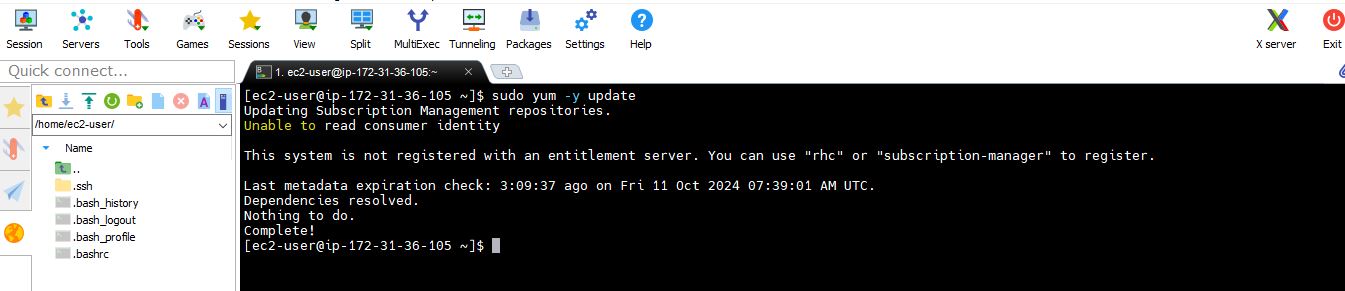 Session Servers Tools Games Sessions View Split MultiExec Tunneling Packages Settings Help X server Exit
Quick connect...
1. ec2-user@ip-172-31-36-105:~
/home/ec2-user/
Name
..
.ssh
.bash_history
.bash_logout
.bash_profile
.bashrc
[ec2-user@ip-172-31-36-105 ~]$ sudo yum -y update
Updating Subscription Management repositories.
Unable to read consumer identity
This system is not registered with an entitlement server. You can use "rhc" or "subscription-manager" to register.
Last metadata expiration check: 3:09:37 ago on Fri 11 Oct 2024 07:39:01 AM UTC.
Dependencies resolved.
Nothing to do.
Complete!
[ec2-user@ip-172-31-36-105 ~]$